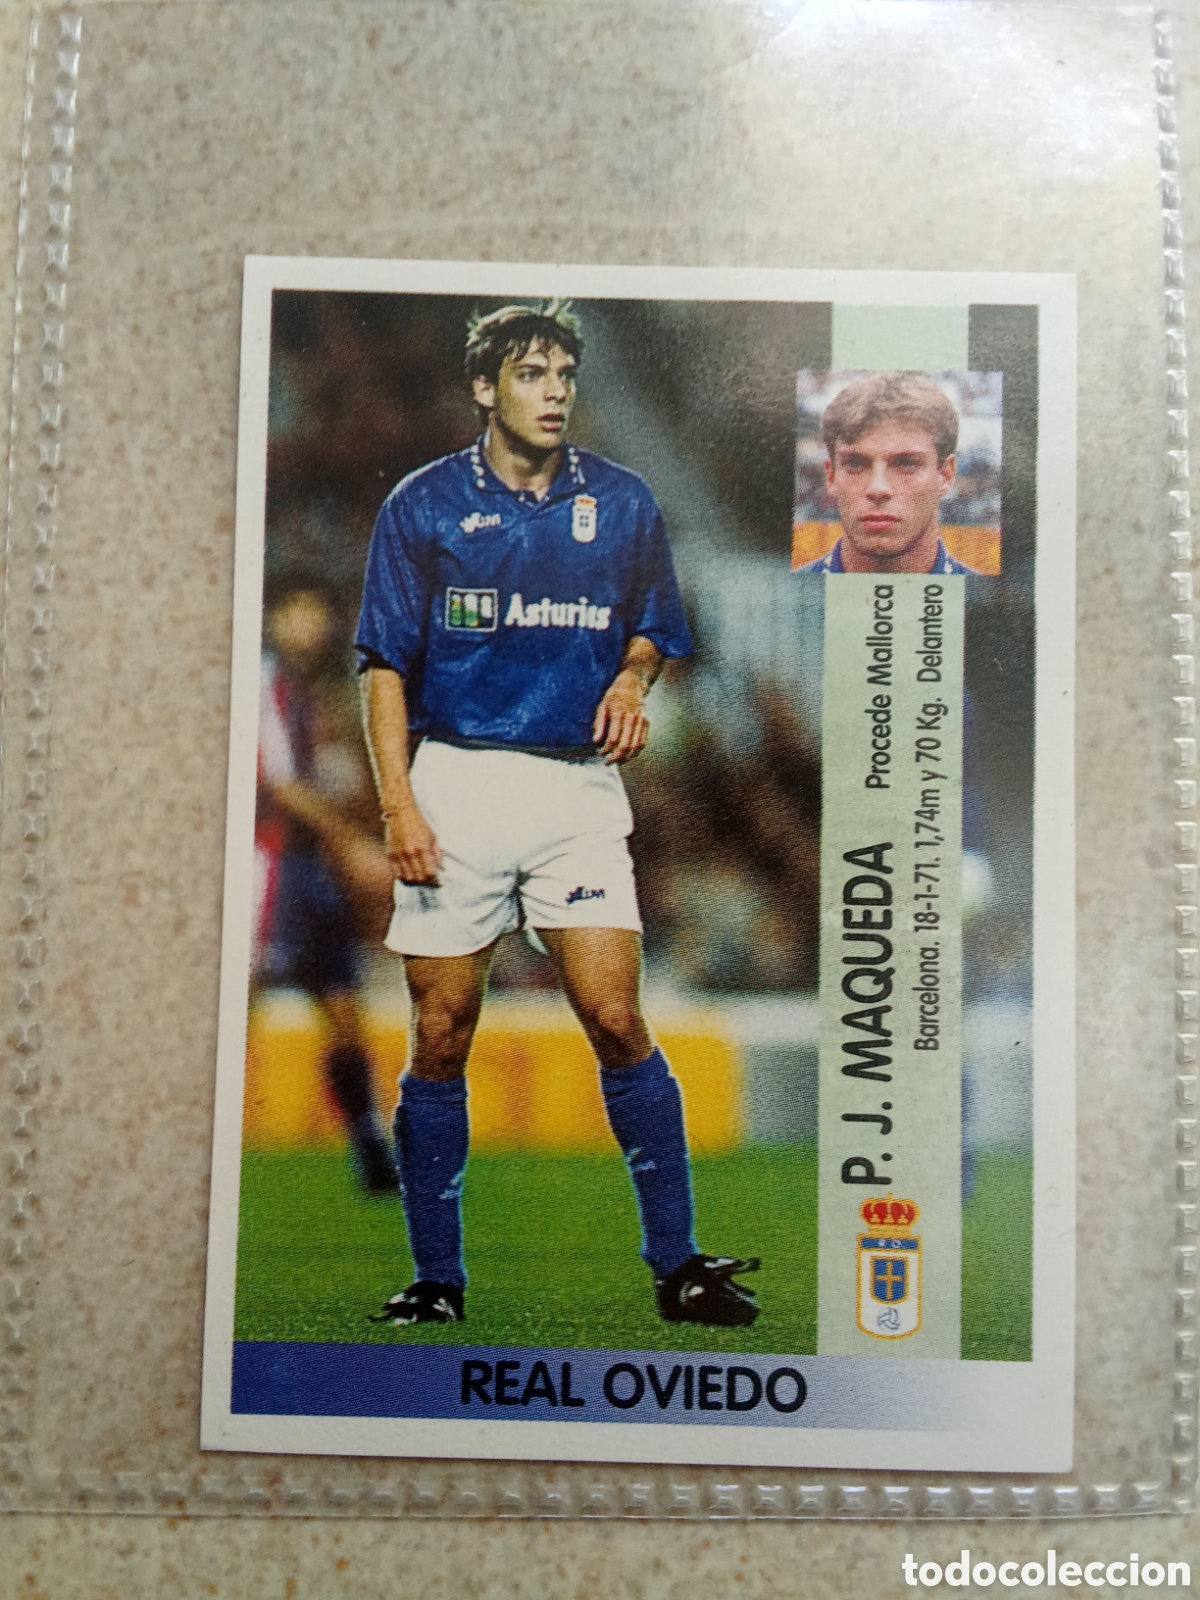 Asturias
P. J. MAQUEDA Procede Mallorca
Barcelona. 18-1-71. 1,74m y 70 Kg. Delantero
R O
REAL OVIEDO
todocoleccion